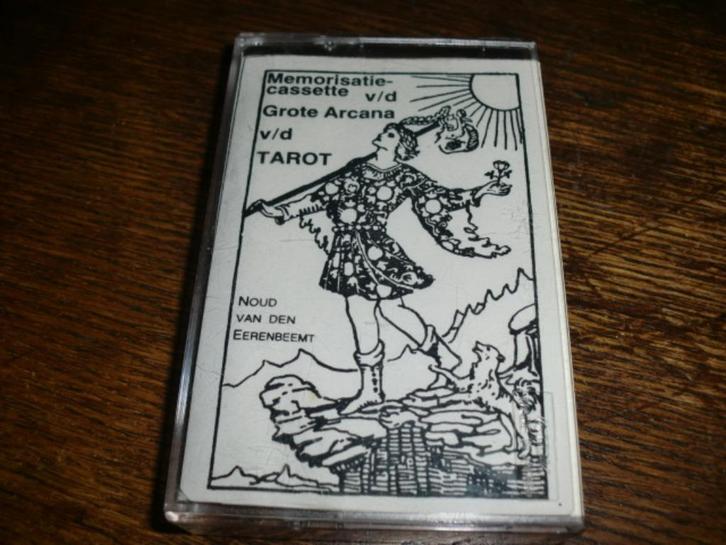 Memorisatie-
cassette v/d
Grote Arcana
v/d
TAROT
NOUD
VAN DEN
EERENBEEMT